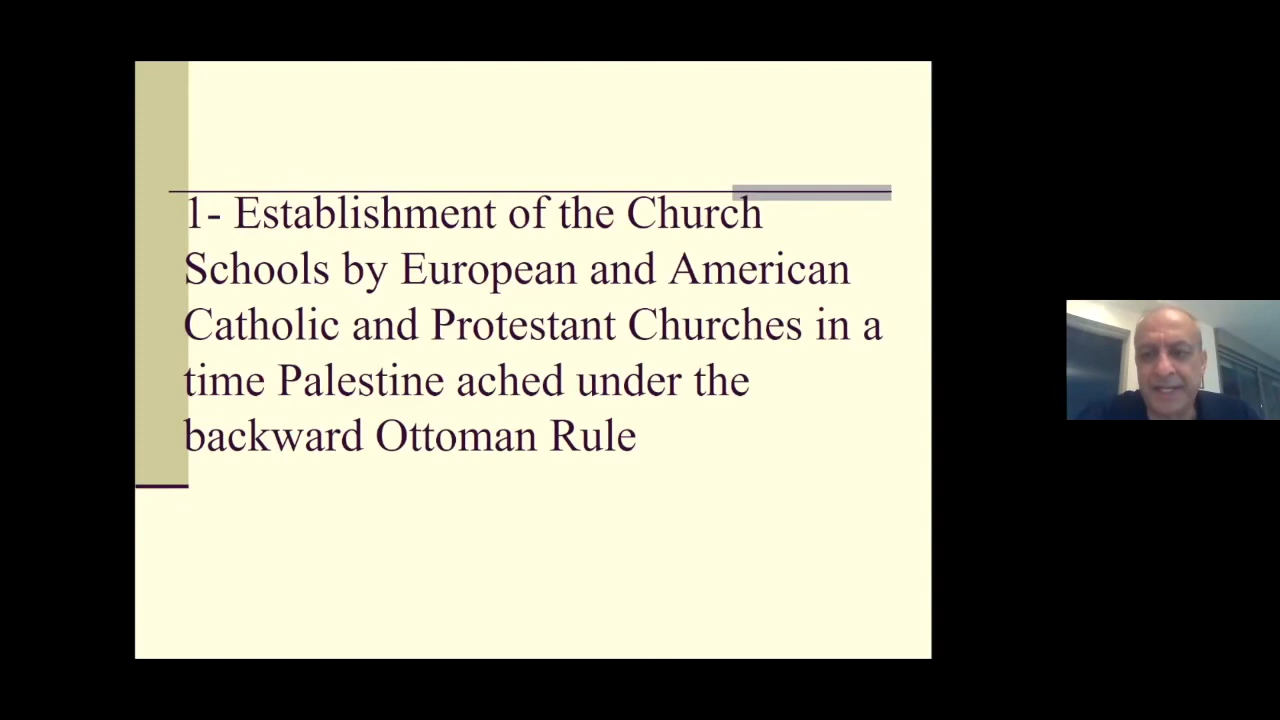 1- Establishment of the Church
Schools by European and American
Catholic and Protestant Churches in a
time Palestine ached under the
backward Ottoman Rule